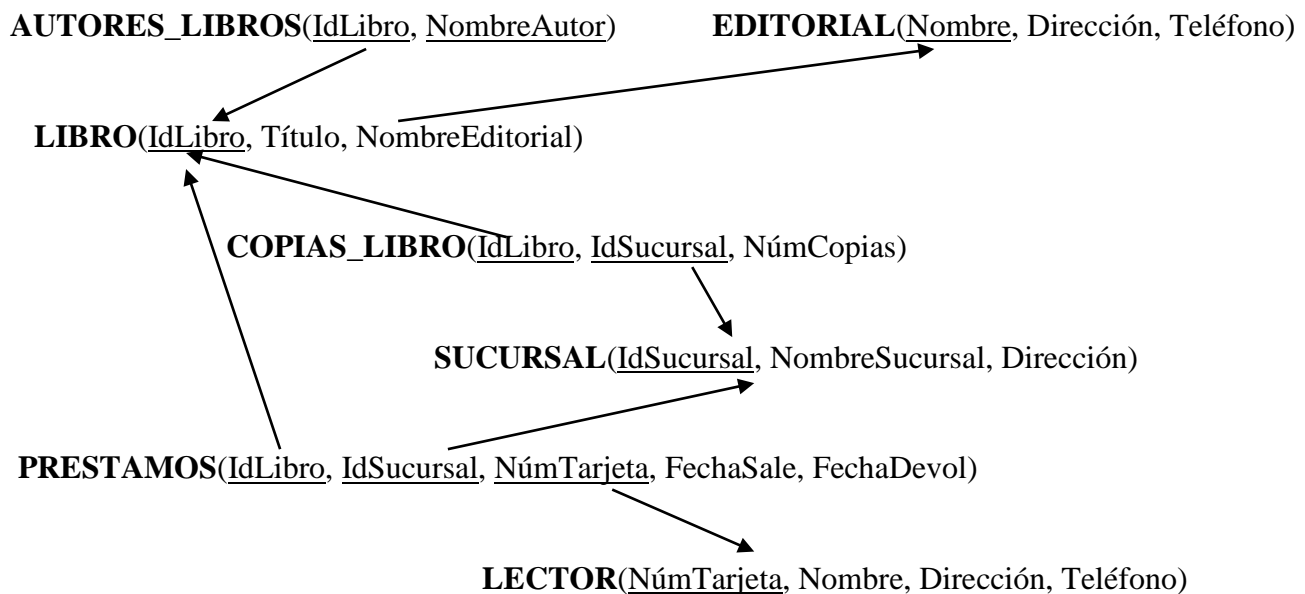 AUTORES_LIBROS(IdLibro, NombreAutor) EDITORIAL(Nombre, Dirección, Teléfono)
LIBRO(IdLibro, Título, NombreEditorial)
COPIAS_LIBRO(IdLibro, IdSucursal, NúmCopias)
SUCURSAL(IdSucursal, NombreSucursal, Dirección)
PRESTAMOS(IdLibro, IdSucursal, NúmTarjeta, FechaSale, FechaDevol)
LECTOR(NúmTarjeta, Nombre, Dirección, Teléfono)